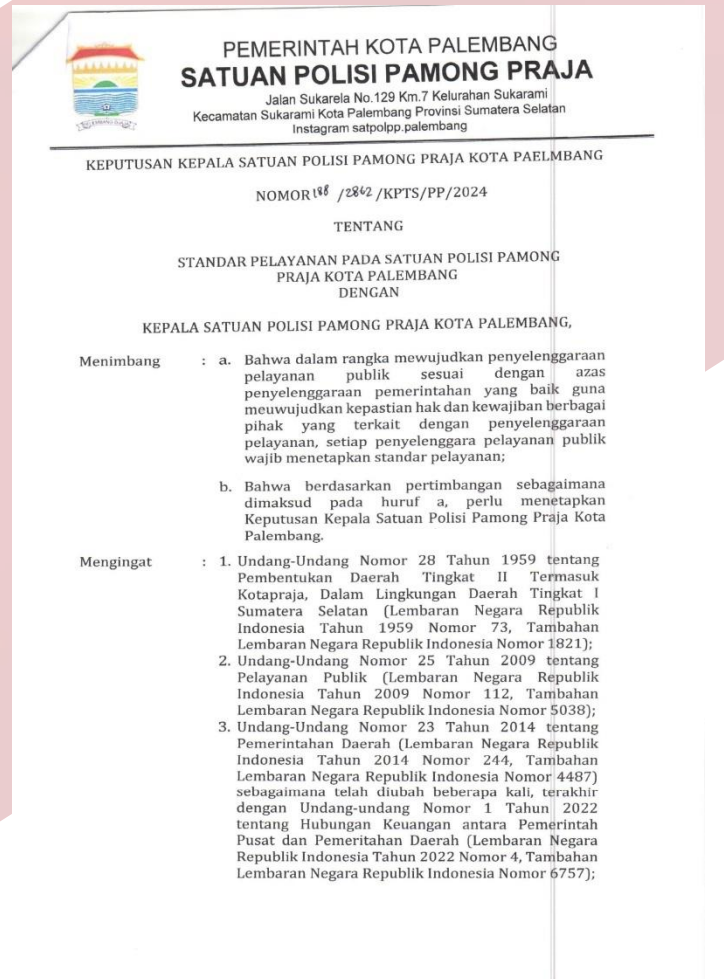 PEMERINTAH KOTA PALEMBANG
SATUAN POLISI PAMONG PRAJA
Jalan Sukarela No.129 Km.7 Kelurahan Sukarami
Kecamatan Sukarami Kota Palembang Provinsi Sumatera Selatan
Instagram satpolpp.palembang
KEPUTUSAN KEPALA SATUAN POLISI PAMONG PRAJA KOTA PAELMBANG
NOMOR 188 /2862/KPTS/PP/2024
TENTANG
STANDAR PELAYANAN PADA SATUAN POLISI PAMONG
PRAJA KOTA PALEMBANG
DENGAN
KEPALA SATUAN POLISI PAMONG PRAJA KOTA PALEMBANG,
Menimbang : a. Bahwa dalam rangka mewujudkan penyelenggaraan
pelayanan publik sesuai dengan azas
penyelenggaraan pemerintahan yang baik guna
meuwujudkan kepastian hak dan kewajiban berbagai
pihak yang terkait dengan penyelenggaraan
pelayanan, setiap penyelenggara pelayanan publik
wajib menetapkan standar pelayanan;
b. Bahwa berdasarkan pertimbangan sebagaimana
dimaksud pada huruf a, perlu menetapkan
Keputusan Kepala Satuan Polisi Pamong Praja Kota
Palembang.
Mengingat : 1. Undang-Undang Nomor 28 Tahun 1959 tentang
Pembentukan Daerah Tingkat II Termasuk
Kotapraja, Dalam Lingkungan Daerah Tingkat I
Sumatera Selatan (Lembaran Negara Republik
Indonesia Tahun 1959 Nomor 73, Tambahan
Lembaran Negara Republik Indonesia Nomor 1821);
2. Undang-Undang Nomor 25 Tahun 2009 tentang
Pelayanan Publik (Lembaran Negara Republik
Indonesia Tahun 2009 Nomor 112, Tambahan
Lembaran Negara Republik Indonesia Nomor 5038);
3. Undang-Undang Nomor 23 Tahun 2014 tentang
Pemerintahan Daerah (Lembaran Negara Republik
Indonesia Tahun 2014 Nomor 244, Tambahan
Lembaran Negara Republik Indonesia Nomor 4487)
sebagaimana telah diubah beberapa kali, terakhir
dengan Undang-undang Nomor 1 Tahun 2022
tentang Hubungan Keuangan antara Pemerintah
Pusat dan Pemeritahan Daerah (Lembaran Negara
Republik Indonesia Tahun 2022 Nomor 4, Tambahan
Lembaran Negara Republik Indonesia Nomor 6757);